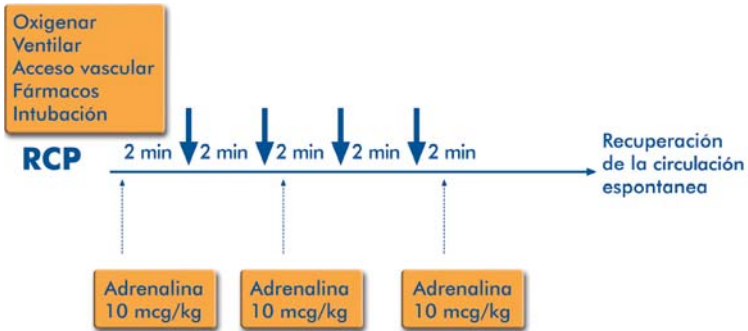 Oxigenar
Ventilar
Acceso vascular
Fármacos
Intubación
RCP
2 min 2 min 2 min 2 min 2 min
Recuperación
de la circulación
espontanea
Adrenalina
10 mcg/kg
Adrenalina
10 mcg/kg
Adrenalina
10 mcg/kg